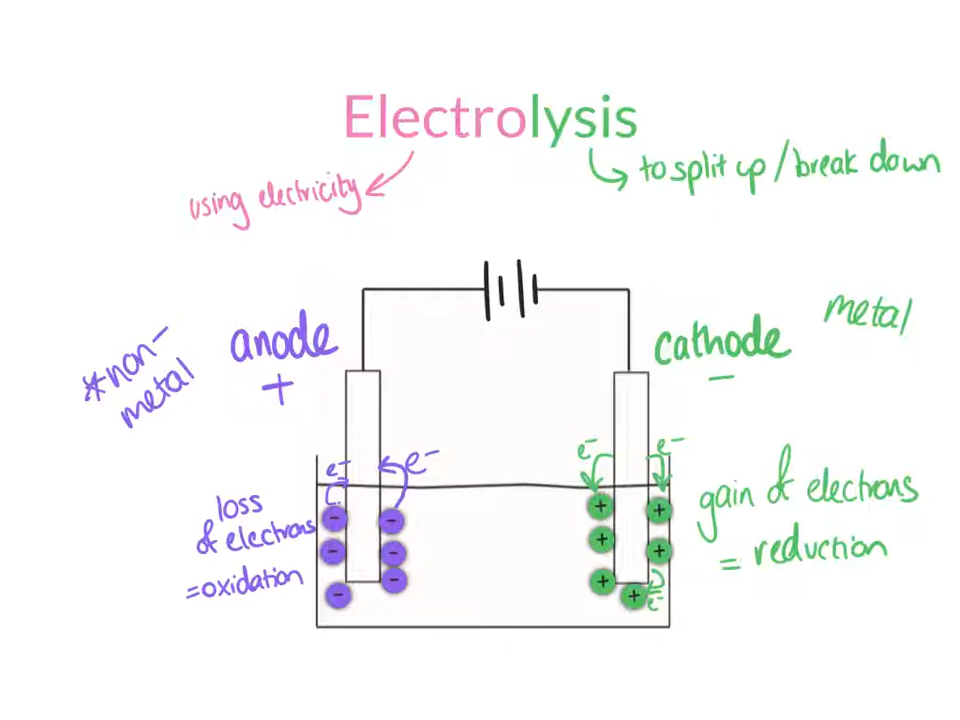 Electrolysis
to split up / break down
using electricity
metal
anode
cathode
*non-
metal
+
−
e−
e−
e−
e−
loss
of electrons
= oxidation
gain of electrons
= reduction
−
−
−
−
−
−
−
+
+
+
+
+
+
e−